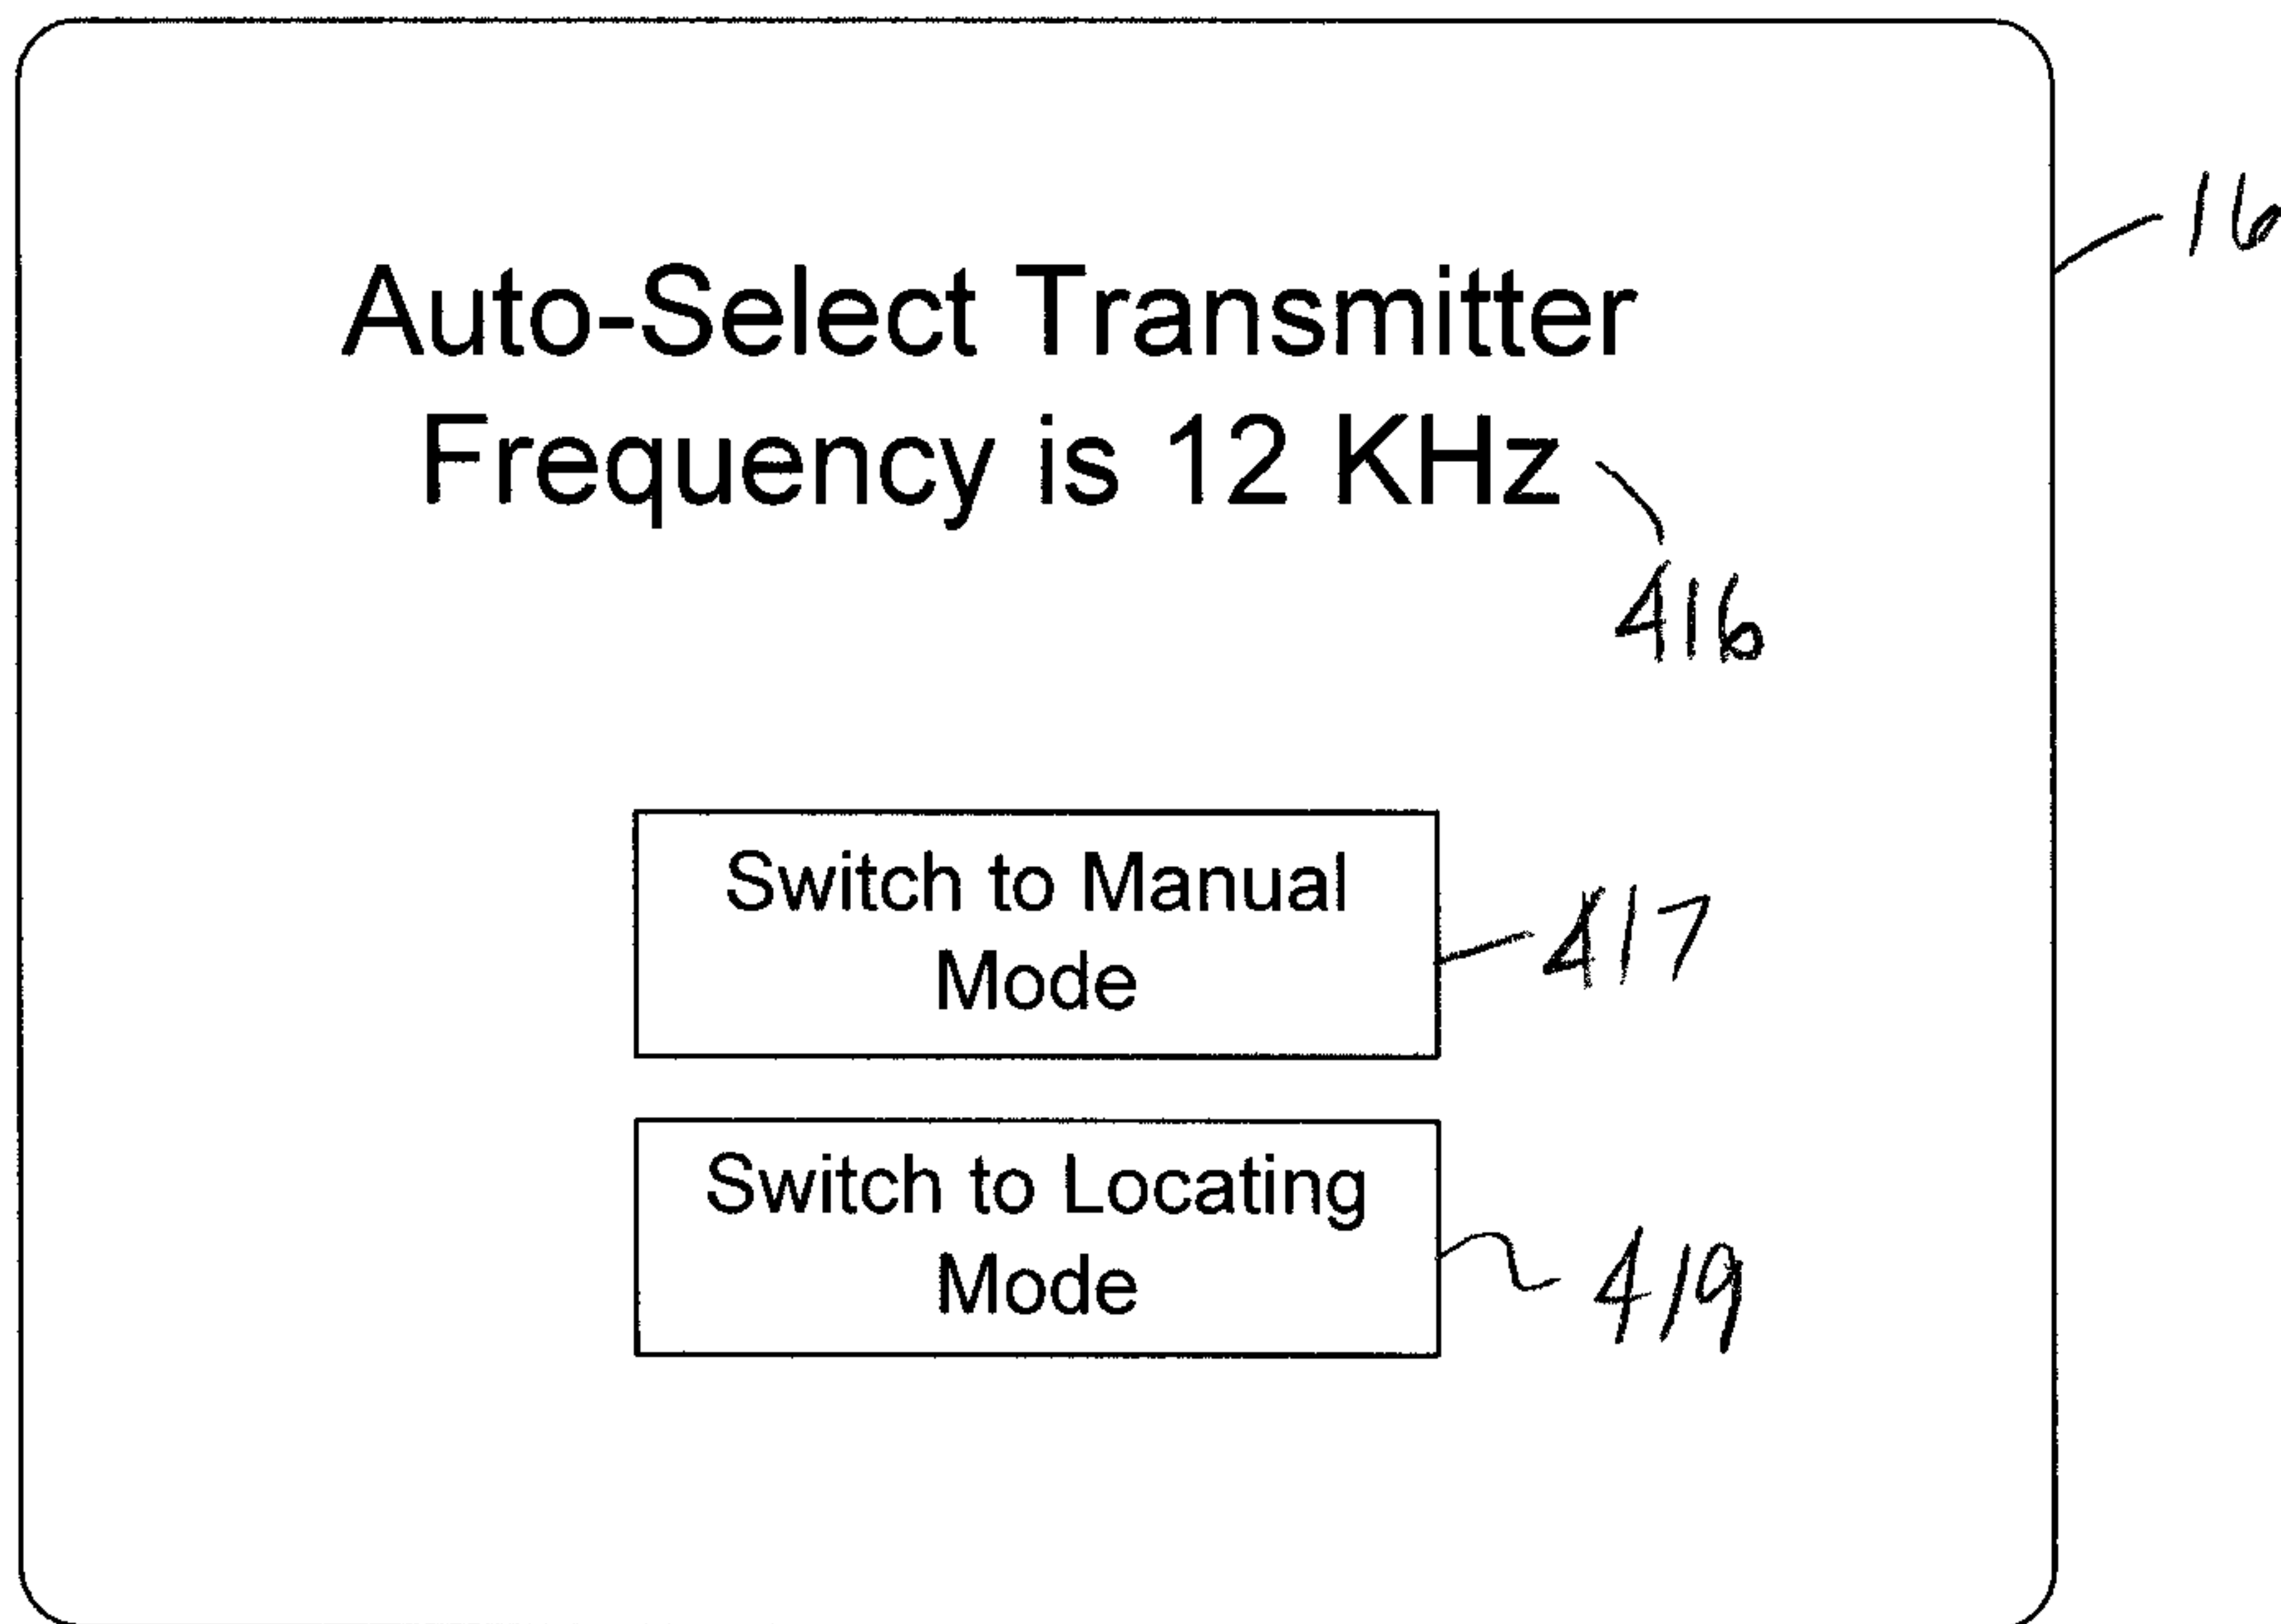 16
Auto-Select Transmitter
Frequency is 12 KHz
416
Switch to Manual
Mode
417
Switch to Locating
Mode
419